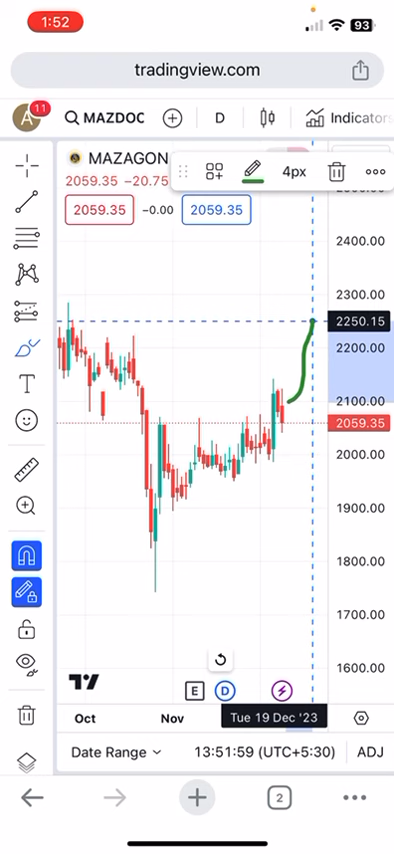 1:52
93
tradingview.com
A
11
MAZDOC
D
Indicators
MAZAGON
4px
2059.35 −20.75
2059.35
−0.00
2059.35
2400.00
2300.00
2250.15
2200.00
2100.00
2059.35
2000.00
1900.00
1800.00
1700.00
1600.00
E
D
Oct
Nov
Tue 19 Dec '23
Date Range
13:51:59 (UTC+5:30)
ADJ
2